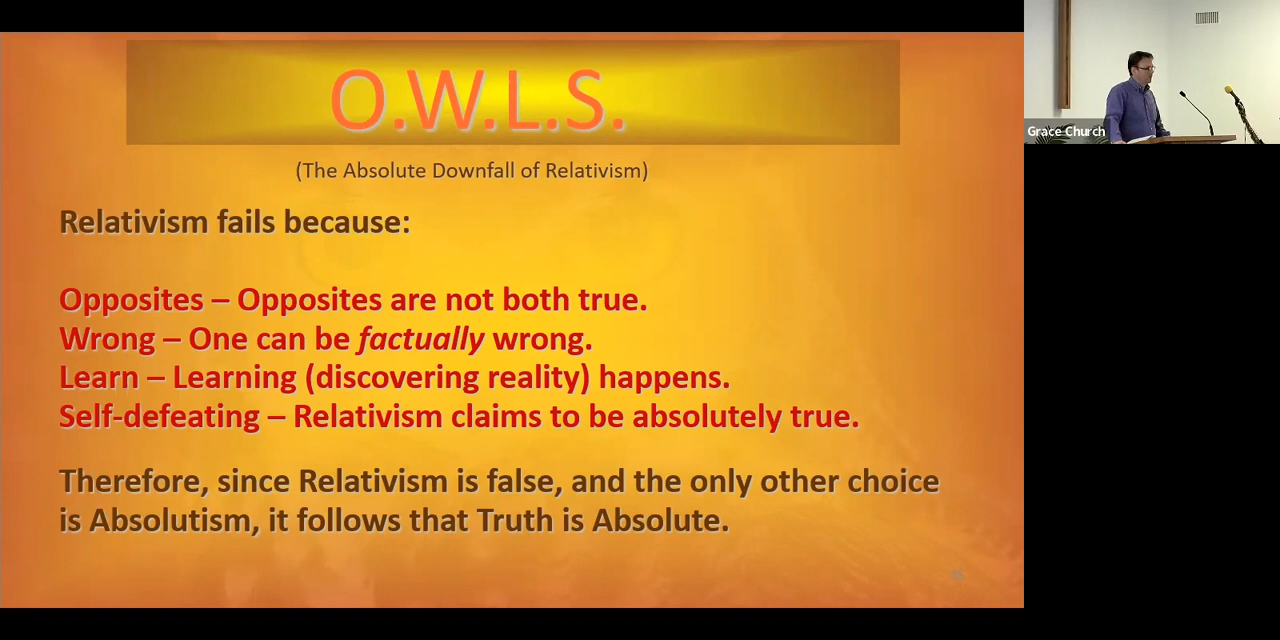 O.W.L.S.
(The Absolute Downfall of Relativism)
Relativism fails because:
Opposites – Opposites are not both true.
Wrong – One can be factually wrong.
Learn – Learning (discovering reality) happens.
Self-defeating – Relativism claims to be absolutely true.
Therefore, since Relativism is false, and the only other choice
is Absolutism, it follows that Truth is Absolute.
Grace Church